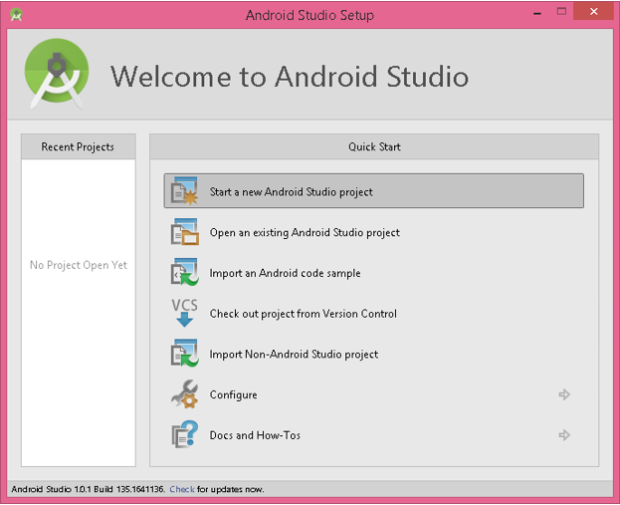 Android Studio Setup
Welcome to Android Studio
Recent Projects
No Project Open Yet
Quick Start
Start a new Android Studio project
Open an existing Android Studio project
Import an Android code sample
VCS
Check out project from Version Control
Import Non-Android Studio project
Configure
Docs and How-Tos
Android Studio 1.0.1 Build 135.1641136. Check for updates now.